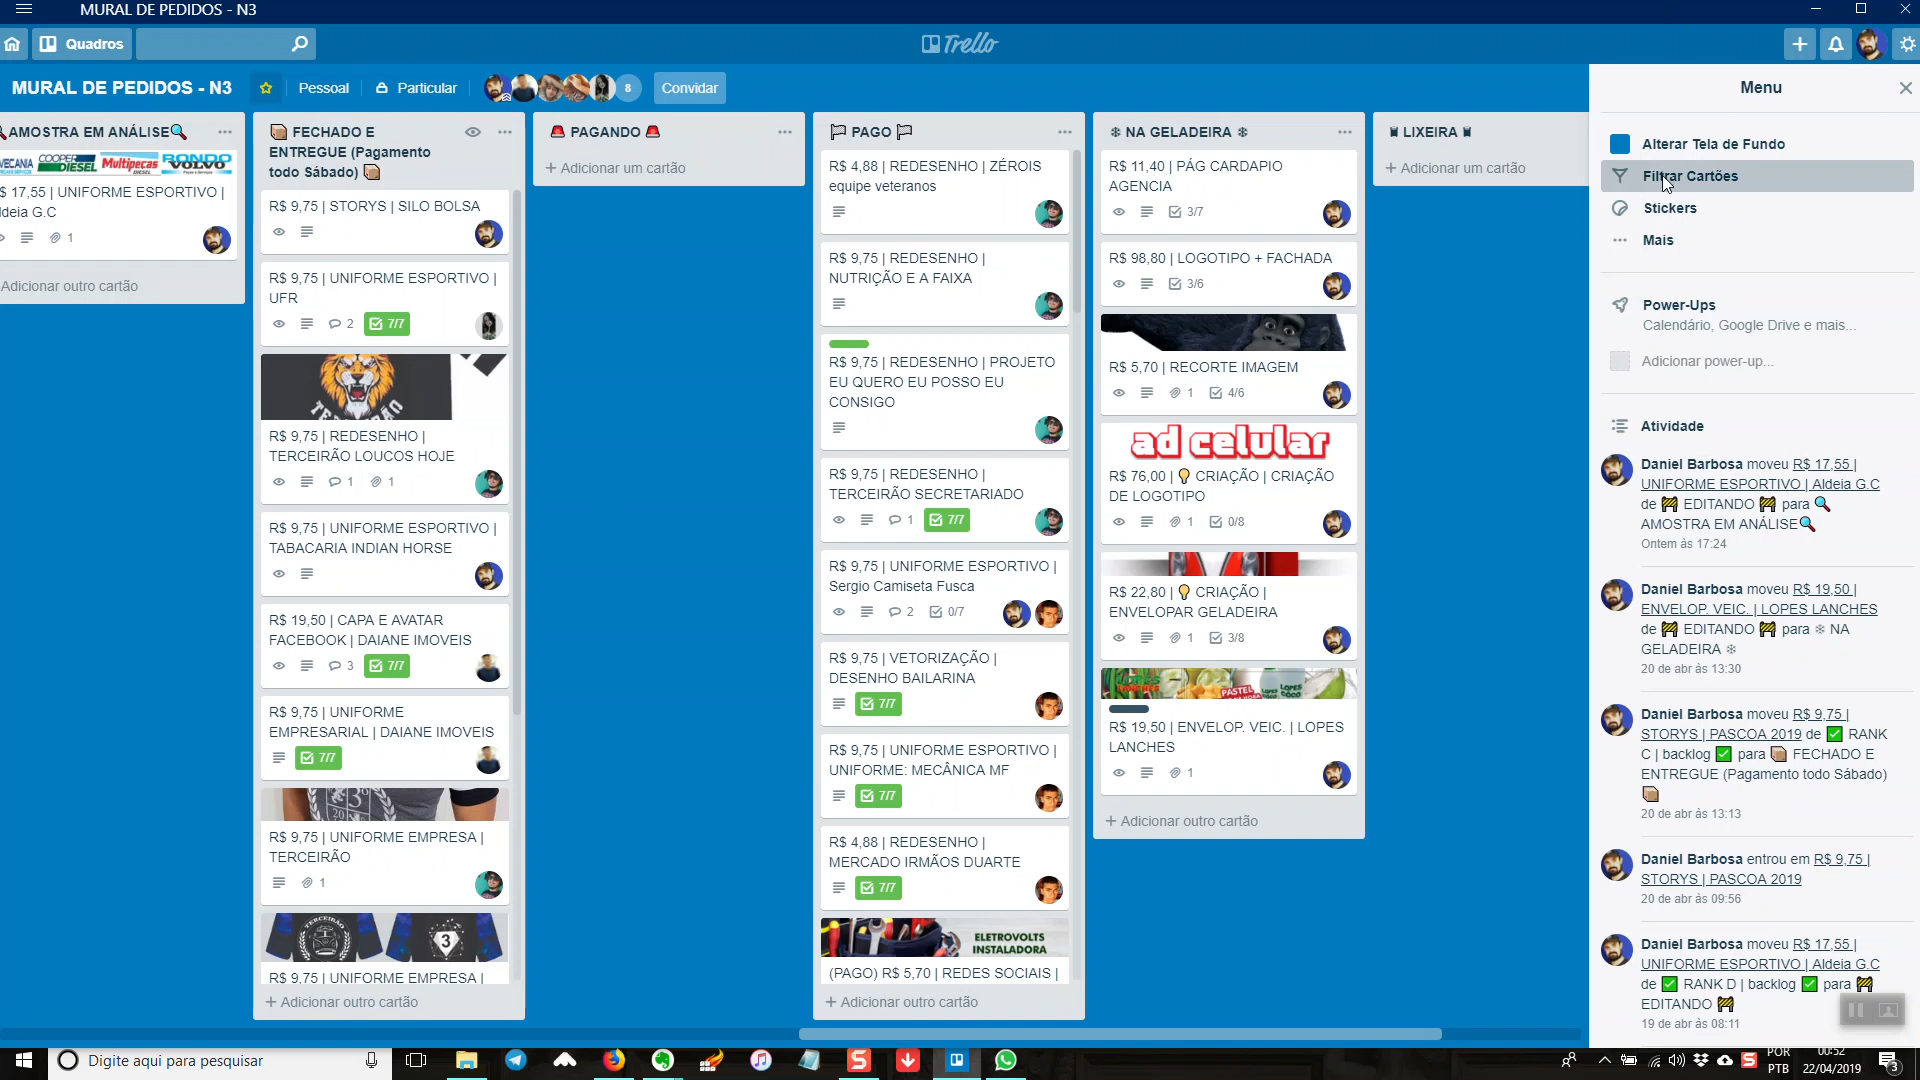 MURAL DE PEDIDOS - N3
Quadros
Trello
MURAL DE PEDIDOS - N3
Pessoal
Particular
8
Convidar
AMOSTRA EM ANÁLISE
COOPER DIESEL Multipeças RONDO VOLVO
$ 17,55 | UNIFORME ESPORTIVO |
ldeia G.C
1
Adicionar outro cartão
FECHADO E
ENTREGUE (Pagamento
todo Sábado)
R$ 9,75 | STORYS | SILO BOLSA
R$ 9,75 | UNIFORME ESPORTIVO |
UFR
2 7/7
R$ 9,75 | REDESENHO |
TERCEIRÃO LOUCOS HOJE
1 1
R$ 9,75 | UNIFORME ESPORTIVO |
TABACARIA INDIAN HORSE
R$ 19,50 | CAPA E AVATAR
FACEBOOK | DAIANE IMOVEIS
3 7/7
R$ 9,75 | UNIFORME
EMPRESARIAL | DAIANE IMOVEIS
7/7
R$ 9,75 | UNIFORME EMPRESA |
TERCEIRÃO
1
TERCEIRÃO
3
R$ 9,75 | UNIFORME EMPRESA |
+ Adicionar outro cartão
PAGANDO
+ Adicionar um cartão
PAGO
R$ 4,88 | REDESENHO | ZÉROIS
equipe veteranos
R$ 9,75 | REDESENHO |
NUTRIÇÃO E A FAIXA
R$ 9,75 | REDESENHO | PROJETO
EU QUERO EU POSSO EU
CONSIGO
R$ 9,75 | REDESENHO |
TERCEIRÃO SECRETARIADO
1 7/7
R$ 9,75 | UNIFORME ESPORTIVO |
Sergio Camiseta Fusca
2 0/7
R$ 9,75 | VETORIZAÇÃO |
DESENHO BAILARINA
7/7
R$ 9,75 | UNIFORME ESPORTIVO |
UNIFORME: MECÂNICA MF
7/7
R$ 4,88 | REDESENHO |
MERCADO IRMÃOS DUARTE
7/7
ELETROVOLTS
INSTALADORA
(PAGO) R$ 5,70 | REDES SOCIAIS |
+ Adicionar outro cartão
NA GELADEIRA
R$ 11,40 | PÁG CARDAPIO
AGENCIA
3/7
R$ 98,80 | LOGOTIPO + FACHADA
3/6
R$ 5,70 | RECORTE IMAGEM
1 4/6
ad celular
R$ 76,00 | CRIAÇÃO | CRIAÇÃO
DE LOGOTIPO
1 0/8
R$ 22,80 | CRIAÇÃO |
ENVELOPAR GELADEIRA
1 3/8
R$ 19,50 | ENVELOP. VEIC. | LOPES
LANCHES
1
+ Adicionar outro cartão
LIXEIRA
+ Adicionar um cartão
Menu
Alterar Tela de Fundo
Filtrar Cartões
Stickers
Mais
Power-Ups
Calendário, Google Drive e mais...
Adicionar power-up...
Atividade
Daniel Barbosa moveu R$ 17,55 |
UNIFORME ESPORTIVO | Aldeia G.C
de EDITANDO para
AMOSTRA EM ANÁLISE
Ontem às 17:24
Daniel Barbosa moveu R$ 19,50 |
ENVELOP. VEIC. | LOPES LANCHES
de EDITANDO para NA
GELADEIRA
20 de abr às 13:30
Daniel Barbosa moveu R$ 9,75 |
STORYS | PASCOA 2019 de RANK
C | backlog para FECHADO E
ENTREGUE (Pagamento todo Sábado)
20 de abr às 13:13
Daniel Barbosa entrou em R$ 9,75 |
STORYS | PASCOA 2019
20 de abr às 09:56
Daniel Barbosa moveu R$ 17,55 |
UNIFORME ESPORTIVO | Aldeia G.C
de RANK D | backlog para
EDITANDO
19 de abr às 08:11
Digite aqui para pesquisar
POR
PTB
00:52
22/04/2019
3